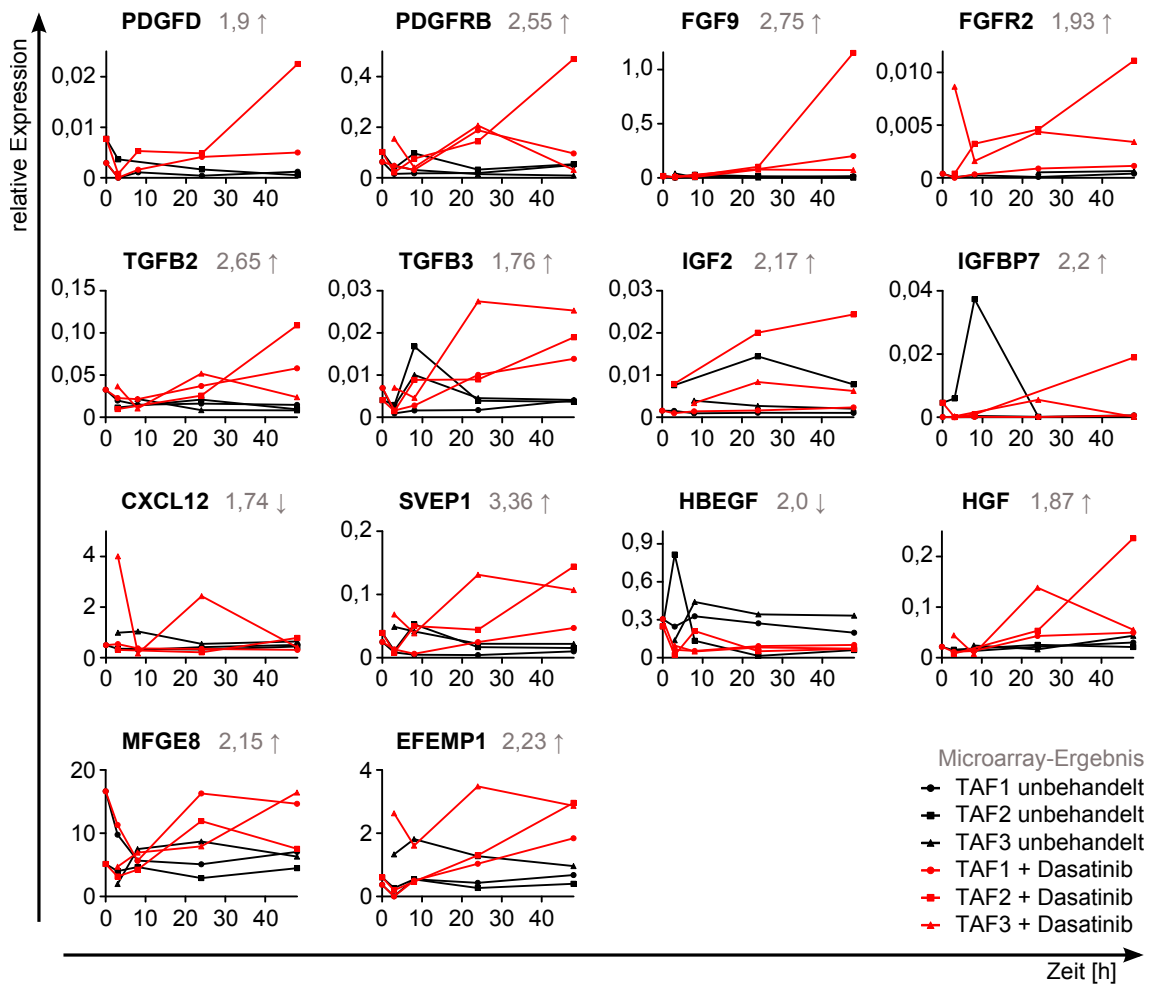 relative Expression
PDGFD 1,9 ↑
0,02
0,01
0
0 10 20 30 40
PDGFRB 2,55 ↑
0,4
0,2
0
0 10 20 30 40
FGF9 2,75 ↑
1,0
0,5
0
0 10 20 30 40
FGFR2 1,93 ↑
0,010
0,005
0
0 10 20 30 40
TGFB2 2,65 ↑
0,15
0,10
0,05
0
0 10 20 30 40
TGFB3 1,76 ↑
0,03
0,02
0,01
0
0 10 20 30 40
IGF2 2,17 ↑
0,03
0,02
0,01
0
0 10 20 30 40
IGFBP7 2,2 ↑
0,04
0,02
0
0 10 20 30 40
CXCL12 1,74 ↓
4
2
0
0 10 20 30 40
SVEP1 3,36 ↑
0,2
0,1
0
0 10 20 30 40
HBEGF 2,0 ↓
0,9
0,6
0,3
0
0 10 20 30 40
HGF 1,87 ↑
0,2
0,1
0
0 10 20 30 40
MFGE8 2,15 ↑
20
10
0
0 10 20 30 40
EFEMP1 2,23 ↑
4
2
0
0 10 20 30 40
Microarray-Ergebnis
TAF1 unbehandelt
TAF2 unbehandelt
TAF3 unbehandelt
TAF1 + Dasatinib
TAF2 + Dasatinib
TAF3 + Dasatinib
Zeit [h]